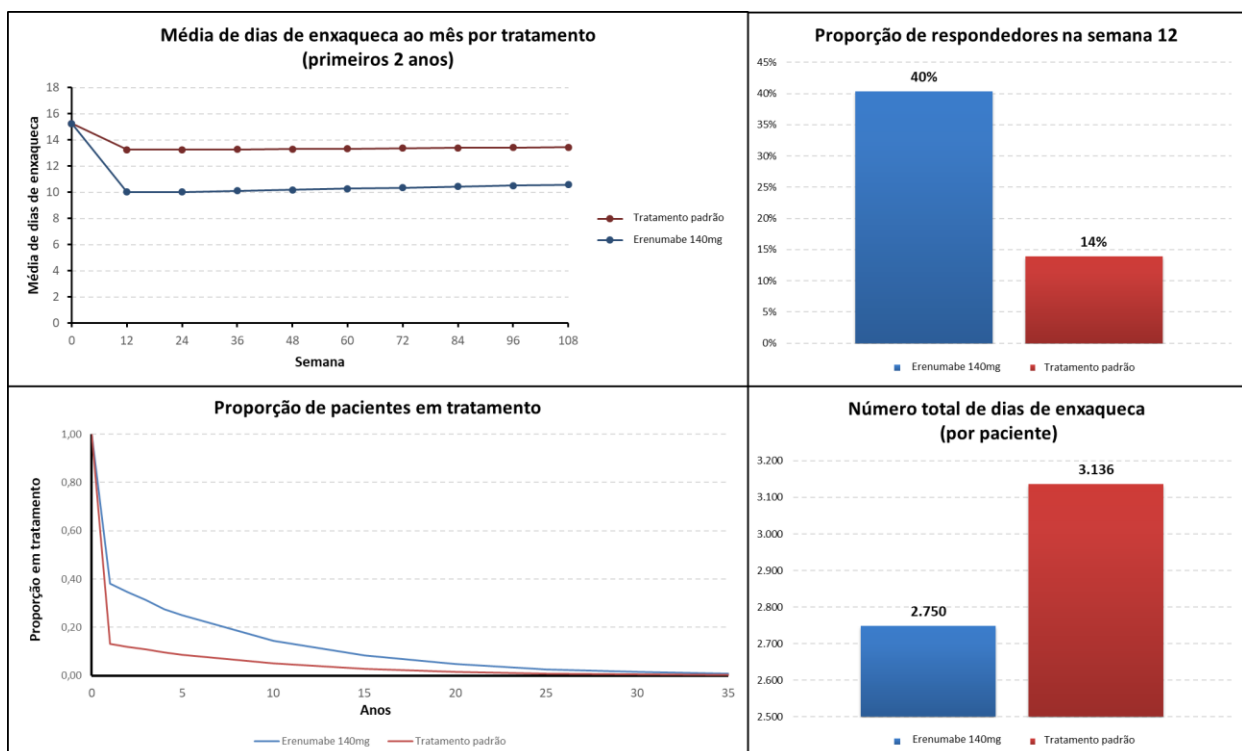 Média de dias de enxaqueca ao mês por tratamento
(primeiros 2 anos)
Média de dias de enxaqueca
18
16
14
12
10
8
6
4
2
0
0 12 24 36 48 60 72 84 96 108
Semana
Tratamento padrão
Erenumabe 140mg
Proporção de respondedores na semana 12
45%
40%
35%
30%
25%
20%
15%
10%
5%
0%
40%
14%
Erenumabe 140mg Tratamento padrão
Proporção de pacientes em tratamento
Proporção em tratamento
1,00
0,80
0,60
0,40
0,20
0,00
0 5 10 15 20 25 30 35
Anos
Erenumabe 140mg Tratamento padrão
Número total de dias de enxaqueca
(por paciente)
3.200
3.100
3.000
2.900
2.800
2.700
2.600
2.500
2.750
3.136
Erenumabe 140mg Tratamento padrão